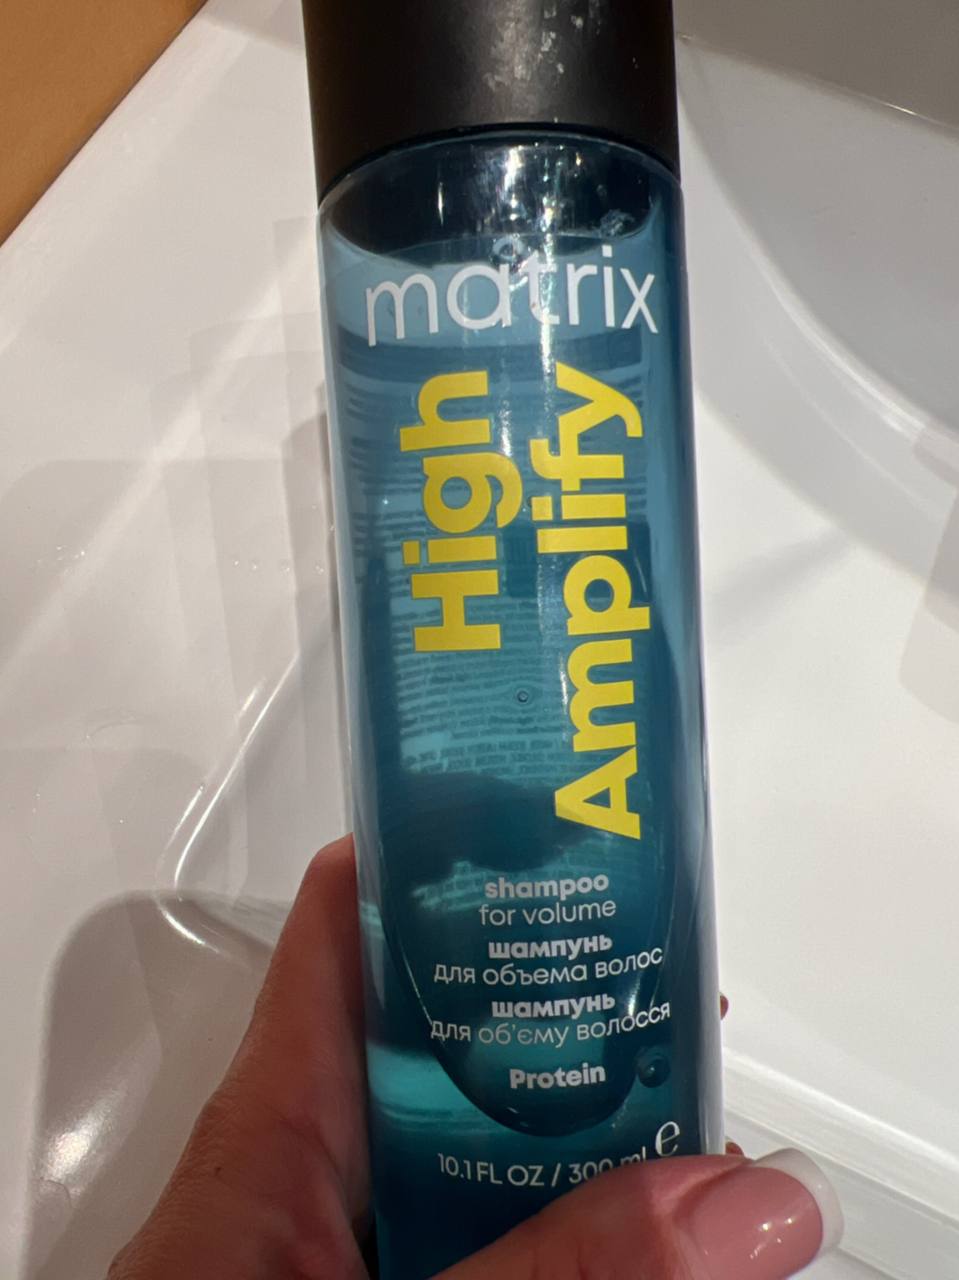 matrix
High
Amplify
shampoo
for volume
шампунь
для объема волос
шампунь
для об'єму волосся
Protein
10.1 FL OZ / 300 ml e